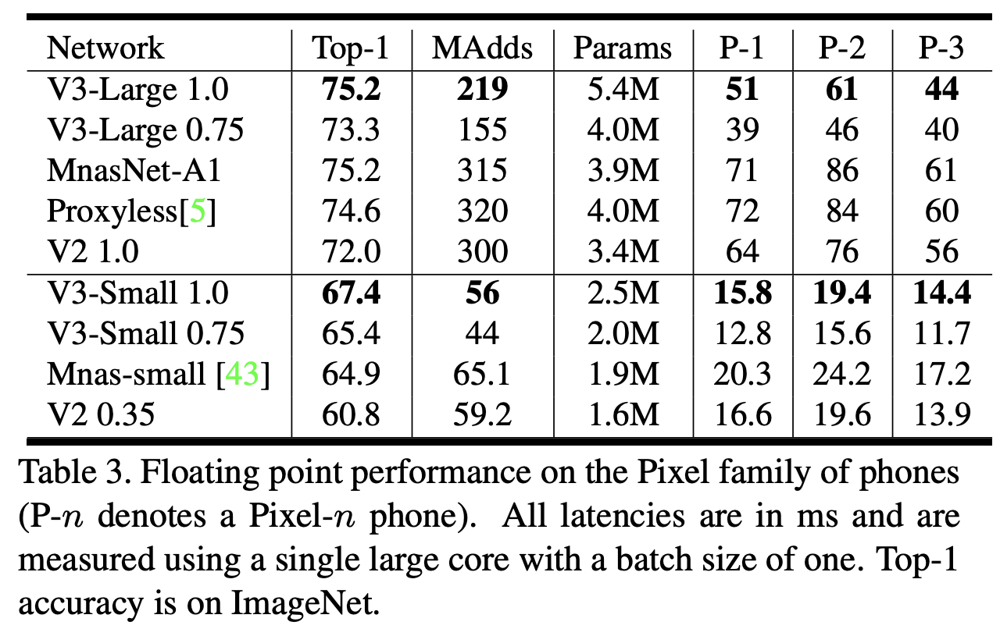 Network Top-1 MAdds Params P-1 P-2 P-3
V3-Large 1.0 75.2 219 5.4M 51 61 44
V3-Large 0.75 73.3 155 4.0M 39 46 40
MnasNet-A1 75.2 315 3.9M 71 86 61
Proxyless[5] 74.6 320 4.0M 72 84 60
V2 1.0 72.0 300 3.4M 64 76 56
V3-Small 1.0 67.4 56 2.5M 15.8 19.4 14.4
V3-Small 0.75 65.4 44 2.0M 12.8 15.6 11.7
Mnas-small [43] 64.9 65.1 1.9M 20.3 24.2 17.2
V2 0.35 60.8 59.2 1.6M 16.6 19.6 13.9
Table 3. Floating point performance on the Pixel family of phones
(P-n denotes a Pixel-n phone). All latencies are in ms and are
measured using a single large core with a batch size of one. Top-1
accuracy is on ImageNet.